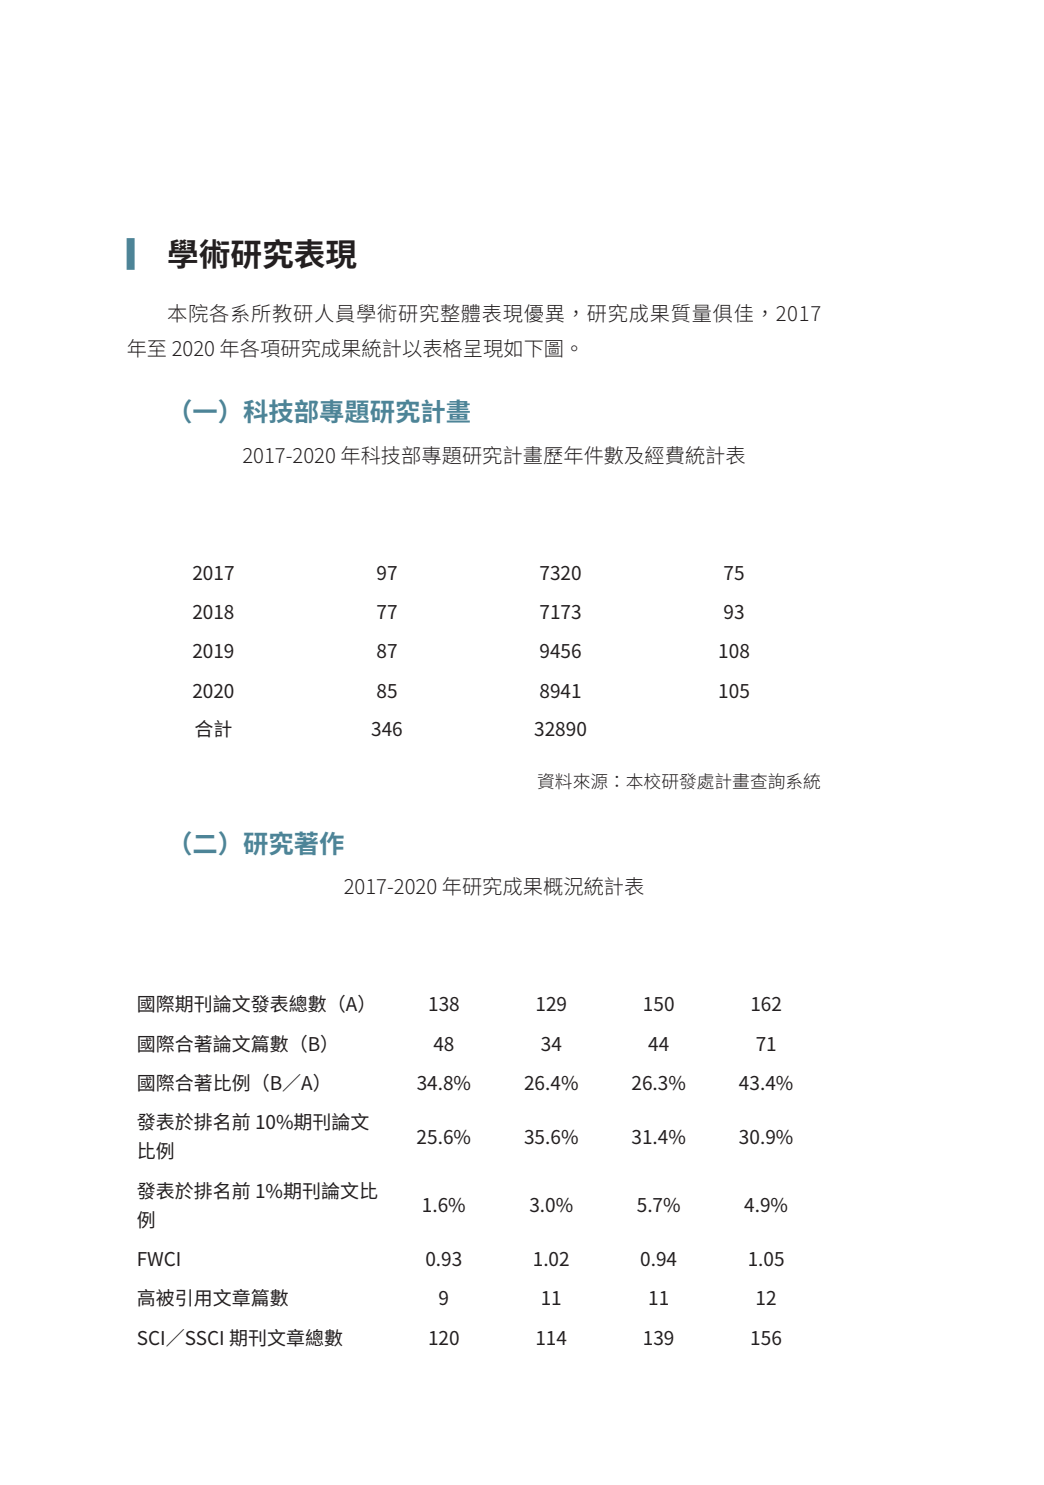 學術研究表現
本院各系所教研人員學術研究整體表現優異，研究成果質量俱佳，2017
年至 2020 年各項研究成果統計以表格呈現如下圖。
（一）科技部專題研究計畫
2017-2020 年科技部專題研究計畫歷年件數及經費統計表
2017 97 7320 75
2018 77 7173 93
2019 87 9456 108
2020 85 8941 105
合計 346 32890
資料來源：本校研發處計畫查詢系統
（二）研究著作
2017-2020 年研究成果概況統計表
國際期刊論文發表總數（A） 138 129 150 162
國際合著論文篇數（B） 48 34 44 71
國際合著比例（B／A） 34.8% 26.4% 26.3% 43.4%
發表於排名前 10%期刊論文
比例 25.6% 35.6% 31.4% 30.9%
發表於排名前 1%期刊論文比
例 1.6% 3.0% 5.7% 4.9%
FWCI 0.93 1.02 0.94 1.05
高被引用文章篇數 9 11 11 12
SCI／SSCI 期刊文章總數 120 114 139 156